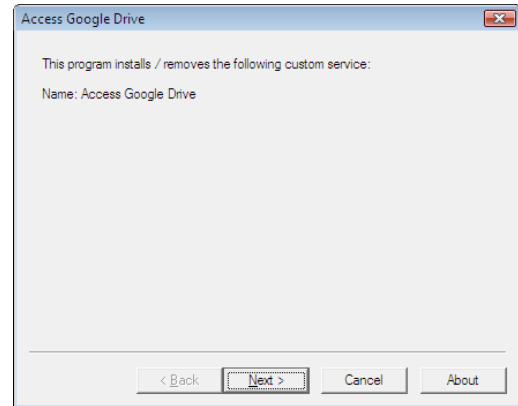 Access Google Drive
This program installs / removes the following custom service:
Name: Access Google Drive
< Back
Next >
Cancel
About